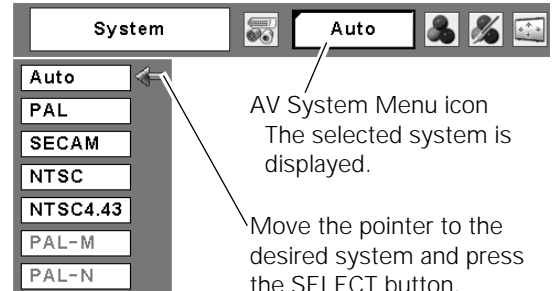 System Auto
Auto
PAL
SECAM
NTSC
NTSC4.43
PAL-M
PAL-N
AV System Menu icon
The selected system is
displayed.
Move the pointer to the
desired system and press
the SELECT button.